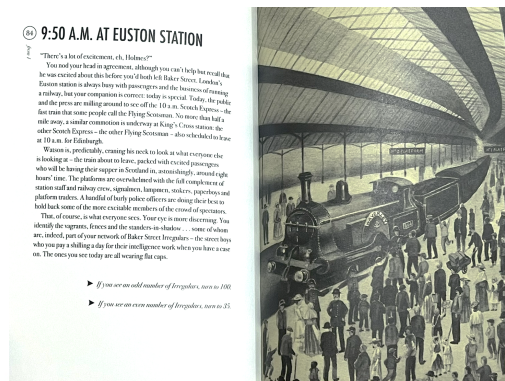 84
9:50 A.M. AT EUSTON STATION
"There's a lot of excitement, eh, Holmes?"
You nod your head in agreement, although you can't help but recall that
he was excited about this before you'd both left Baker Street. London's
Euston station is always busy with passengers and the business of running
a railway, but your companion is correct: today is special. Today, the public
and the press are milling around to see off the 10 a.m. Scotch Express – the
fast train that some people call the Flying Scotsman. No more than half a
mile away, a similar commotion is underway at King's Cross station: the
other Scotch Express – the other Flying Scotsman – also scheduled to leave
at 10 a.m. for Edinburgh.
Watson is, predictably, craning his neck to look at what everyone else
is looking at – the train about to leave, packed with excited passengers
who will be having their supper in Scotland in, astonishingly, around eight
hours' time. The platforms are overwhelmed with the full complement of
station staff and railway crew, signalmen, lampmen, stokers, paperboys and
platform traders. A handful of burly police officers are doing their best to
hold back some of the more excitable members of the crowd of spectators.
That, of course, is what everyone sees. Your eye is more discerning. You
identify the vagrants, fences and the standers-in-shadow . . . some of whom
are, indeed, part of your network of Baker Street Irregulars – the street boys
who you pay a shilling a day for their intelligence work when you have a case
on. The ones you see today are all wearing flat caps.
➤ If you see an odd number of Irregulars, turn to 100.
➤ If you see an even number of Irregulars, turn to 35.